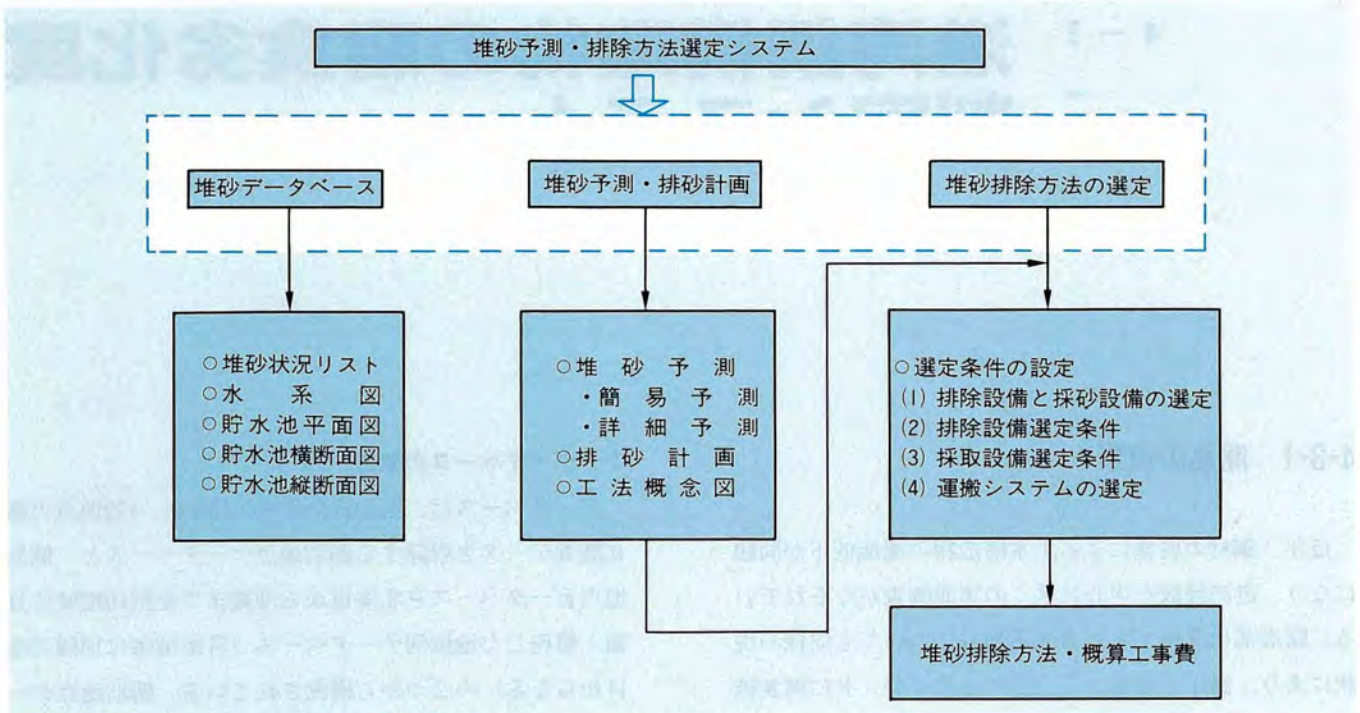 堆砂予測・排除方法選定システム
堆砂データベース
堆砂予測・排砂計画
堆砂排除方法の選定
○堆砂状況リスト
○水系図
○貯水池平面図
○貯水池横断面図
○貯水池縦断面図
○堆砂予測
・簡易予測
・詳細予測
○排砂計画
○工法概念図
○選定条件の設定
(1) 排除設備と採砂設備の選定
(2) 排除設備選定条件
(3) 採取設備選定条件
(4) 運搬システムの選定
堆砂排除方法・概算工事費